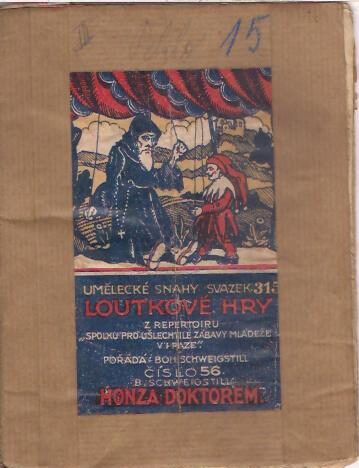 III
15
UMĚLECKÉ SNAHY SVAZEK 315
LOUTKOVÉ HRY
Z REPERTOIRU
„SPOLKU PRO UŠLECHTILÉ ZÁBAVY MLÁDEŽE
V PRAZE"
POŘÁDÁ: BOH. SCHWEIGSTILL
ČÍSLO 56.
B. SCHWEIGSTILL:
HONZA DOKTOREM